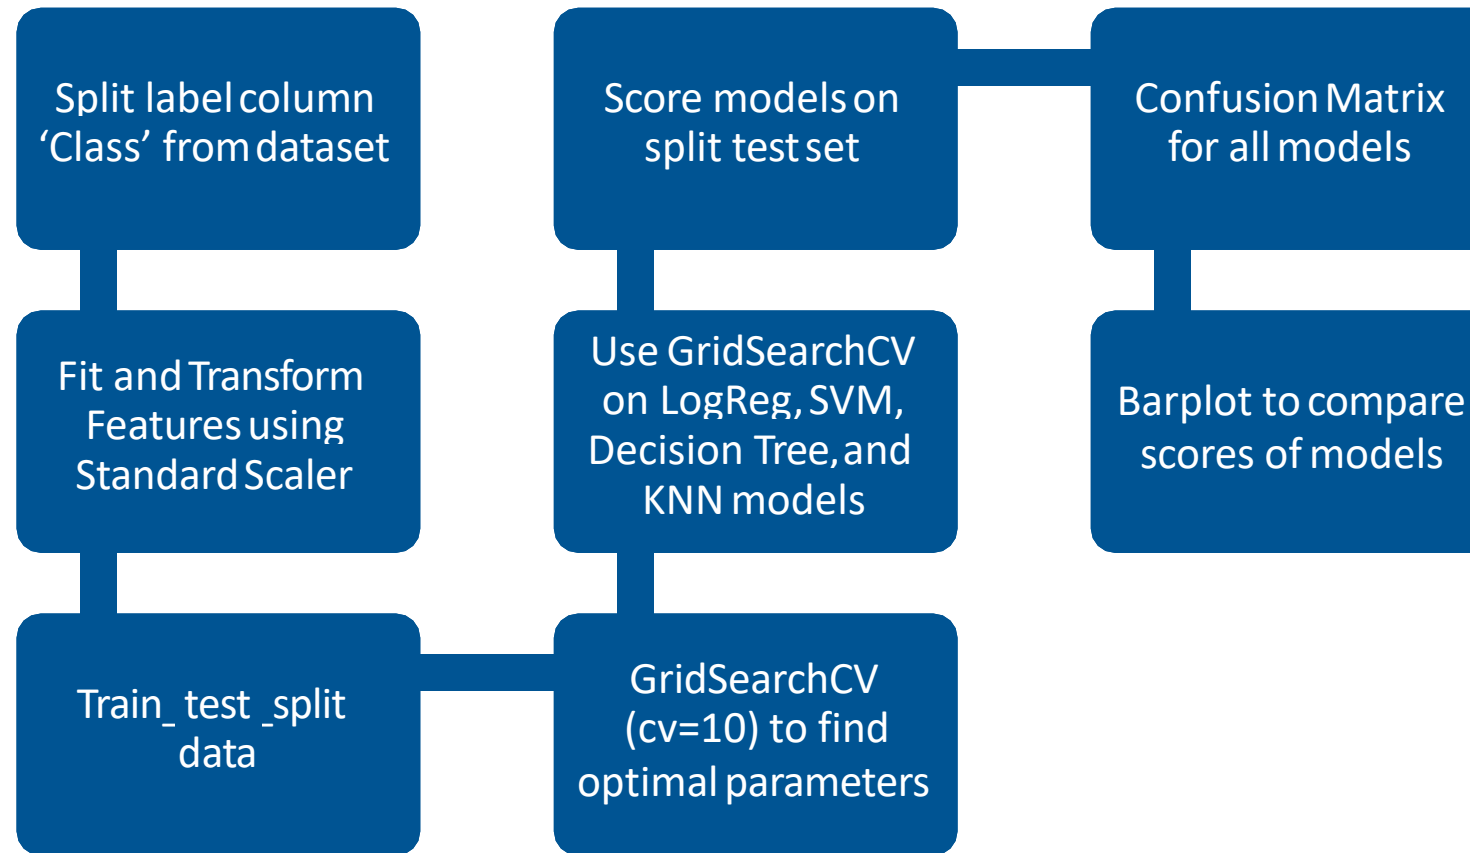 Split label column
‘Class’ from dataset
Fit and Transform
Features using
Standard Scaler
Train_ test _split
data
GridSearchCV
(cv=10) to find
optimal parameters
Use GridSearchCV
on LogReg, SVM,
Decision Tree, and
KNN models
Score models on
split test set
Confusion Matrix
for all models
Barplot to compare
scores of models